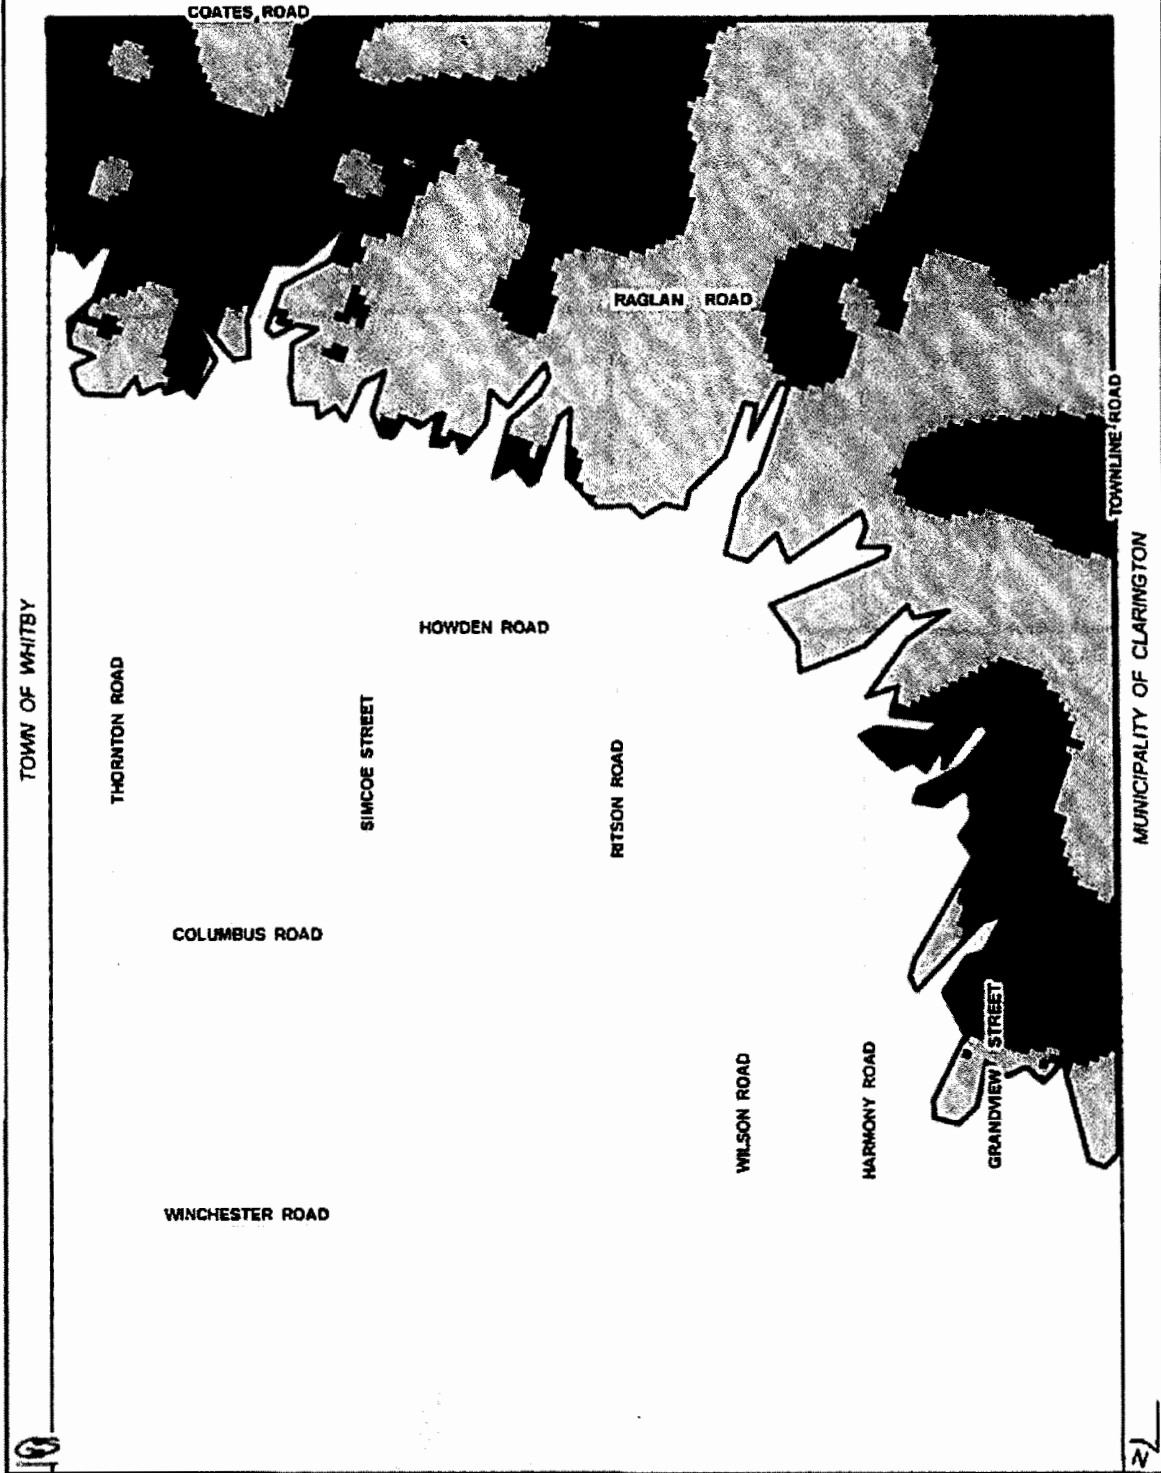 COATES ROAD
RAGLAN ROAD
TOWNLINE ROAD
TOWN OF WHITBY
MUNICIPALITY OF CLARINGTON
HOWDEN ROAD
THORNTON ROAD
SIMCOE STREET
RITSON ROAD
COLUMBUS ROAD
WILSON ROAD
HARMONY ROAD
GRANDVIEW STREET
WINCHESTER ROAD